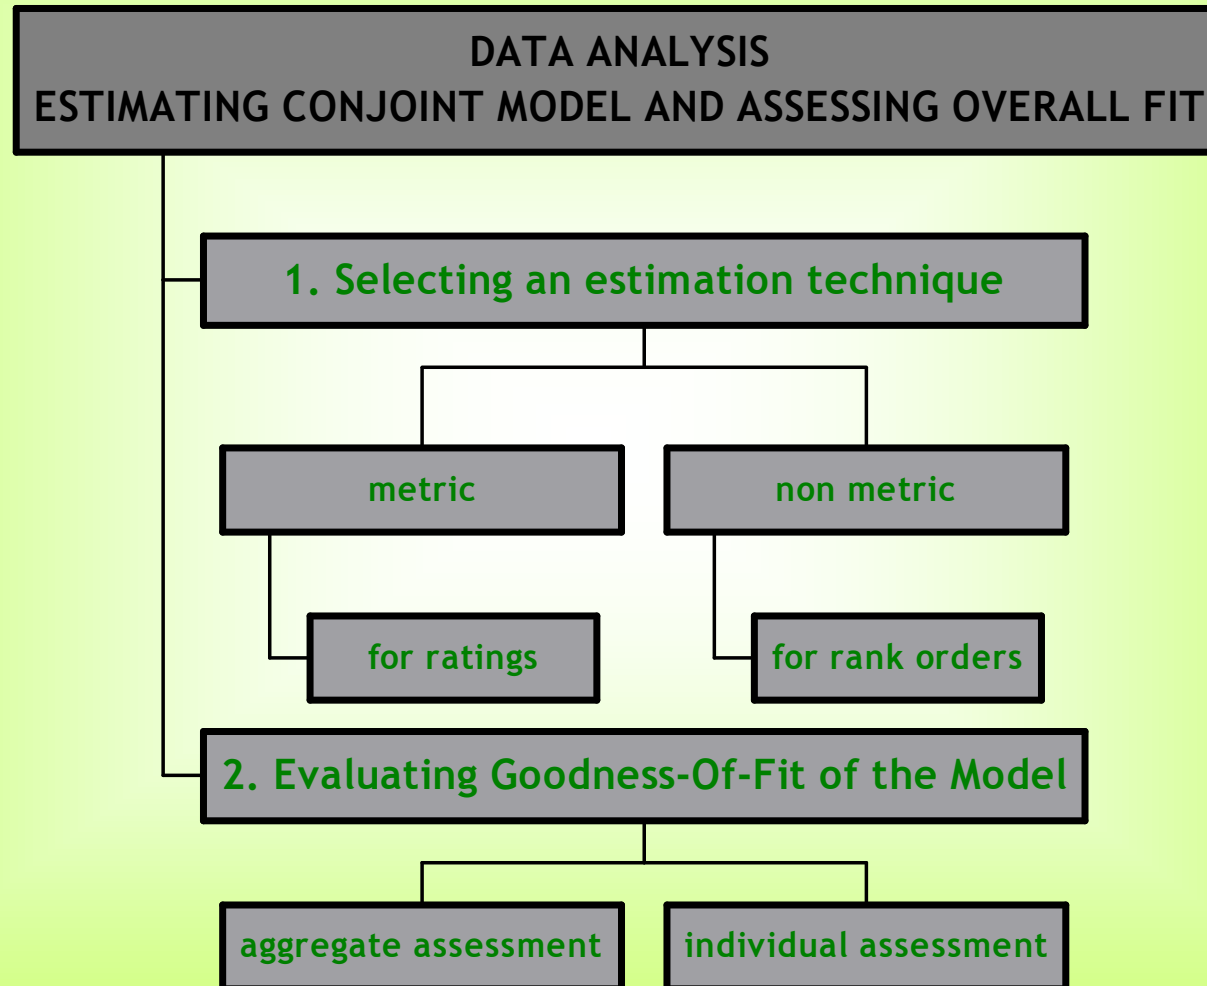 DATA ANALYSIS
ESTIMATING CONJOINT MODEL AND ASSESSING OVERALL FIT
1. Selecting an estimation technique
metric
non metric
for ratings
for rank orders
2. Evaluating Goodness-Of-Fit of the Model
aggregate assessment
individual assessment